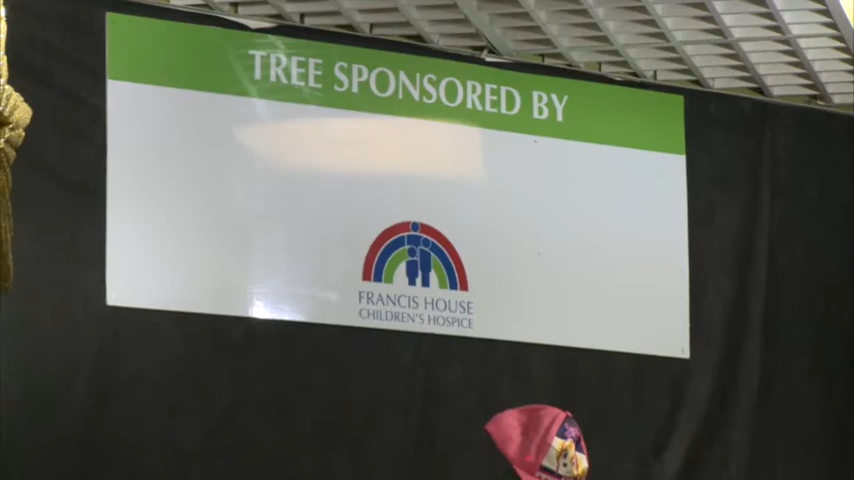 TREE SPONSORED BY
FRANCIS HOUSE
CHILDREN'S HOSPICE